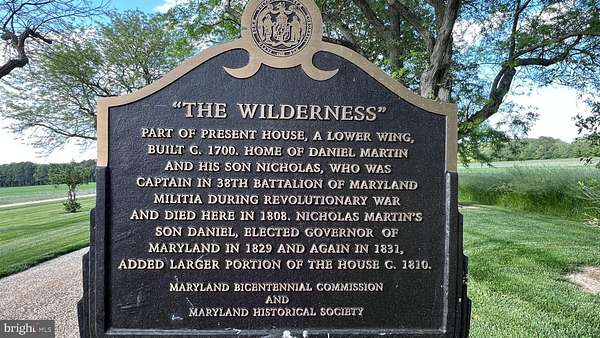 "THE WILDERNESS"
PART OF PRESENT HOUSE, A LOWER WING,
BUILT C. 1700. HOME OF DANIEL MARTIN
AND HIS SON NICHOLAS, WHO WAS
CAPTAIN IN 38TH BATTALION OF MARYLAND
MILITIA DURING REVOLUTIONARY WAR
AND DIED HERE IN 1808. NICHOLAS MARTIN'S
SON DANIEL, ELECTED GOVERNOR OF
MARYLAND IN 1829 AND AGAIN IN 1831,
ADDED LARGER PORTION OF THE HOUSE C. 1810.
MARYLAND BICENTENNIAL COMMISSION
AND
MARYLAND HISTORICAL SOCIETY
bright MLS